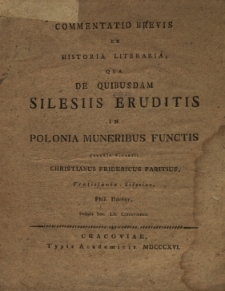 COMMENTATIO BREVIS
EX
HISTORIA LITERARIA,
QUA
DE QUIBUSDAM
SILESIIS ERUDITIS
IN
POLONIA MUNERIBUS FUNCTIS
CHRISTIANUS FRIDERICUS PARITIUS,
Phil. Doctor,
CRACOVIAE,
Typis Academicis MDCCCXVI.